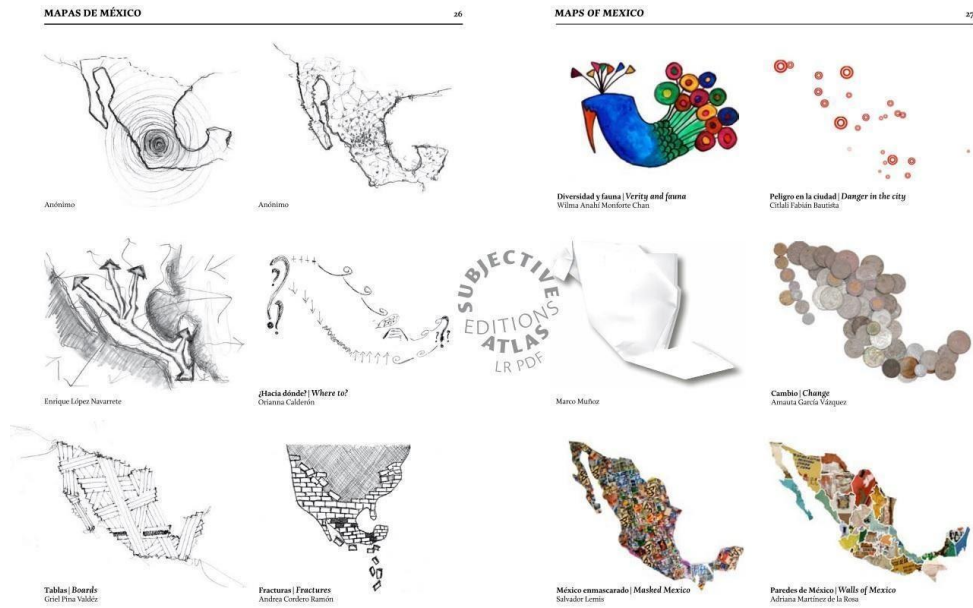 MAPAS DE MÉXICO 26
Anónimo
Anónimo
Enrique López Navarrete
¿Hacia dónde? | Where to?
Orianna Calderón
Tablas | Boards
Griel Pina Valdéz
Fracturas | Fractures
Andrea Cordero Ramón
SUBJECTIVE
EDITIONS
ATLAS
LR PDF
MAPS OF MEXICO 27
Diversidad y fauna | Verity and fauna
Wilma Anahí Monforte Chan
Peligro en la ciudad | Danger in the city
Citlali Fabián Bautista
Marco Muñoz
Cambio | Change
Amauta García Vázquez
México enmascarado | Masked Mexico
Salvador Lemis
Paredes de México | Walls of Mexico
Adriana Martínez de la Rosa